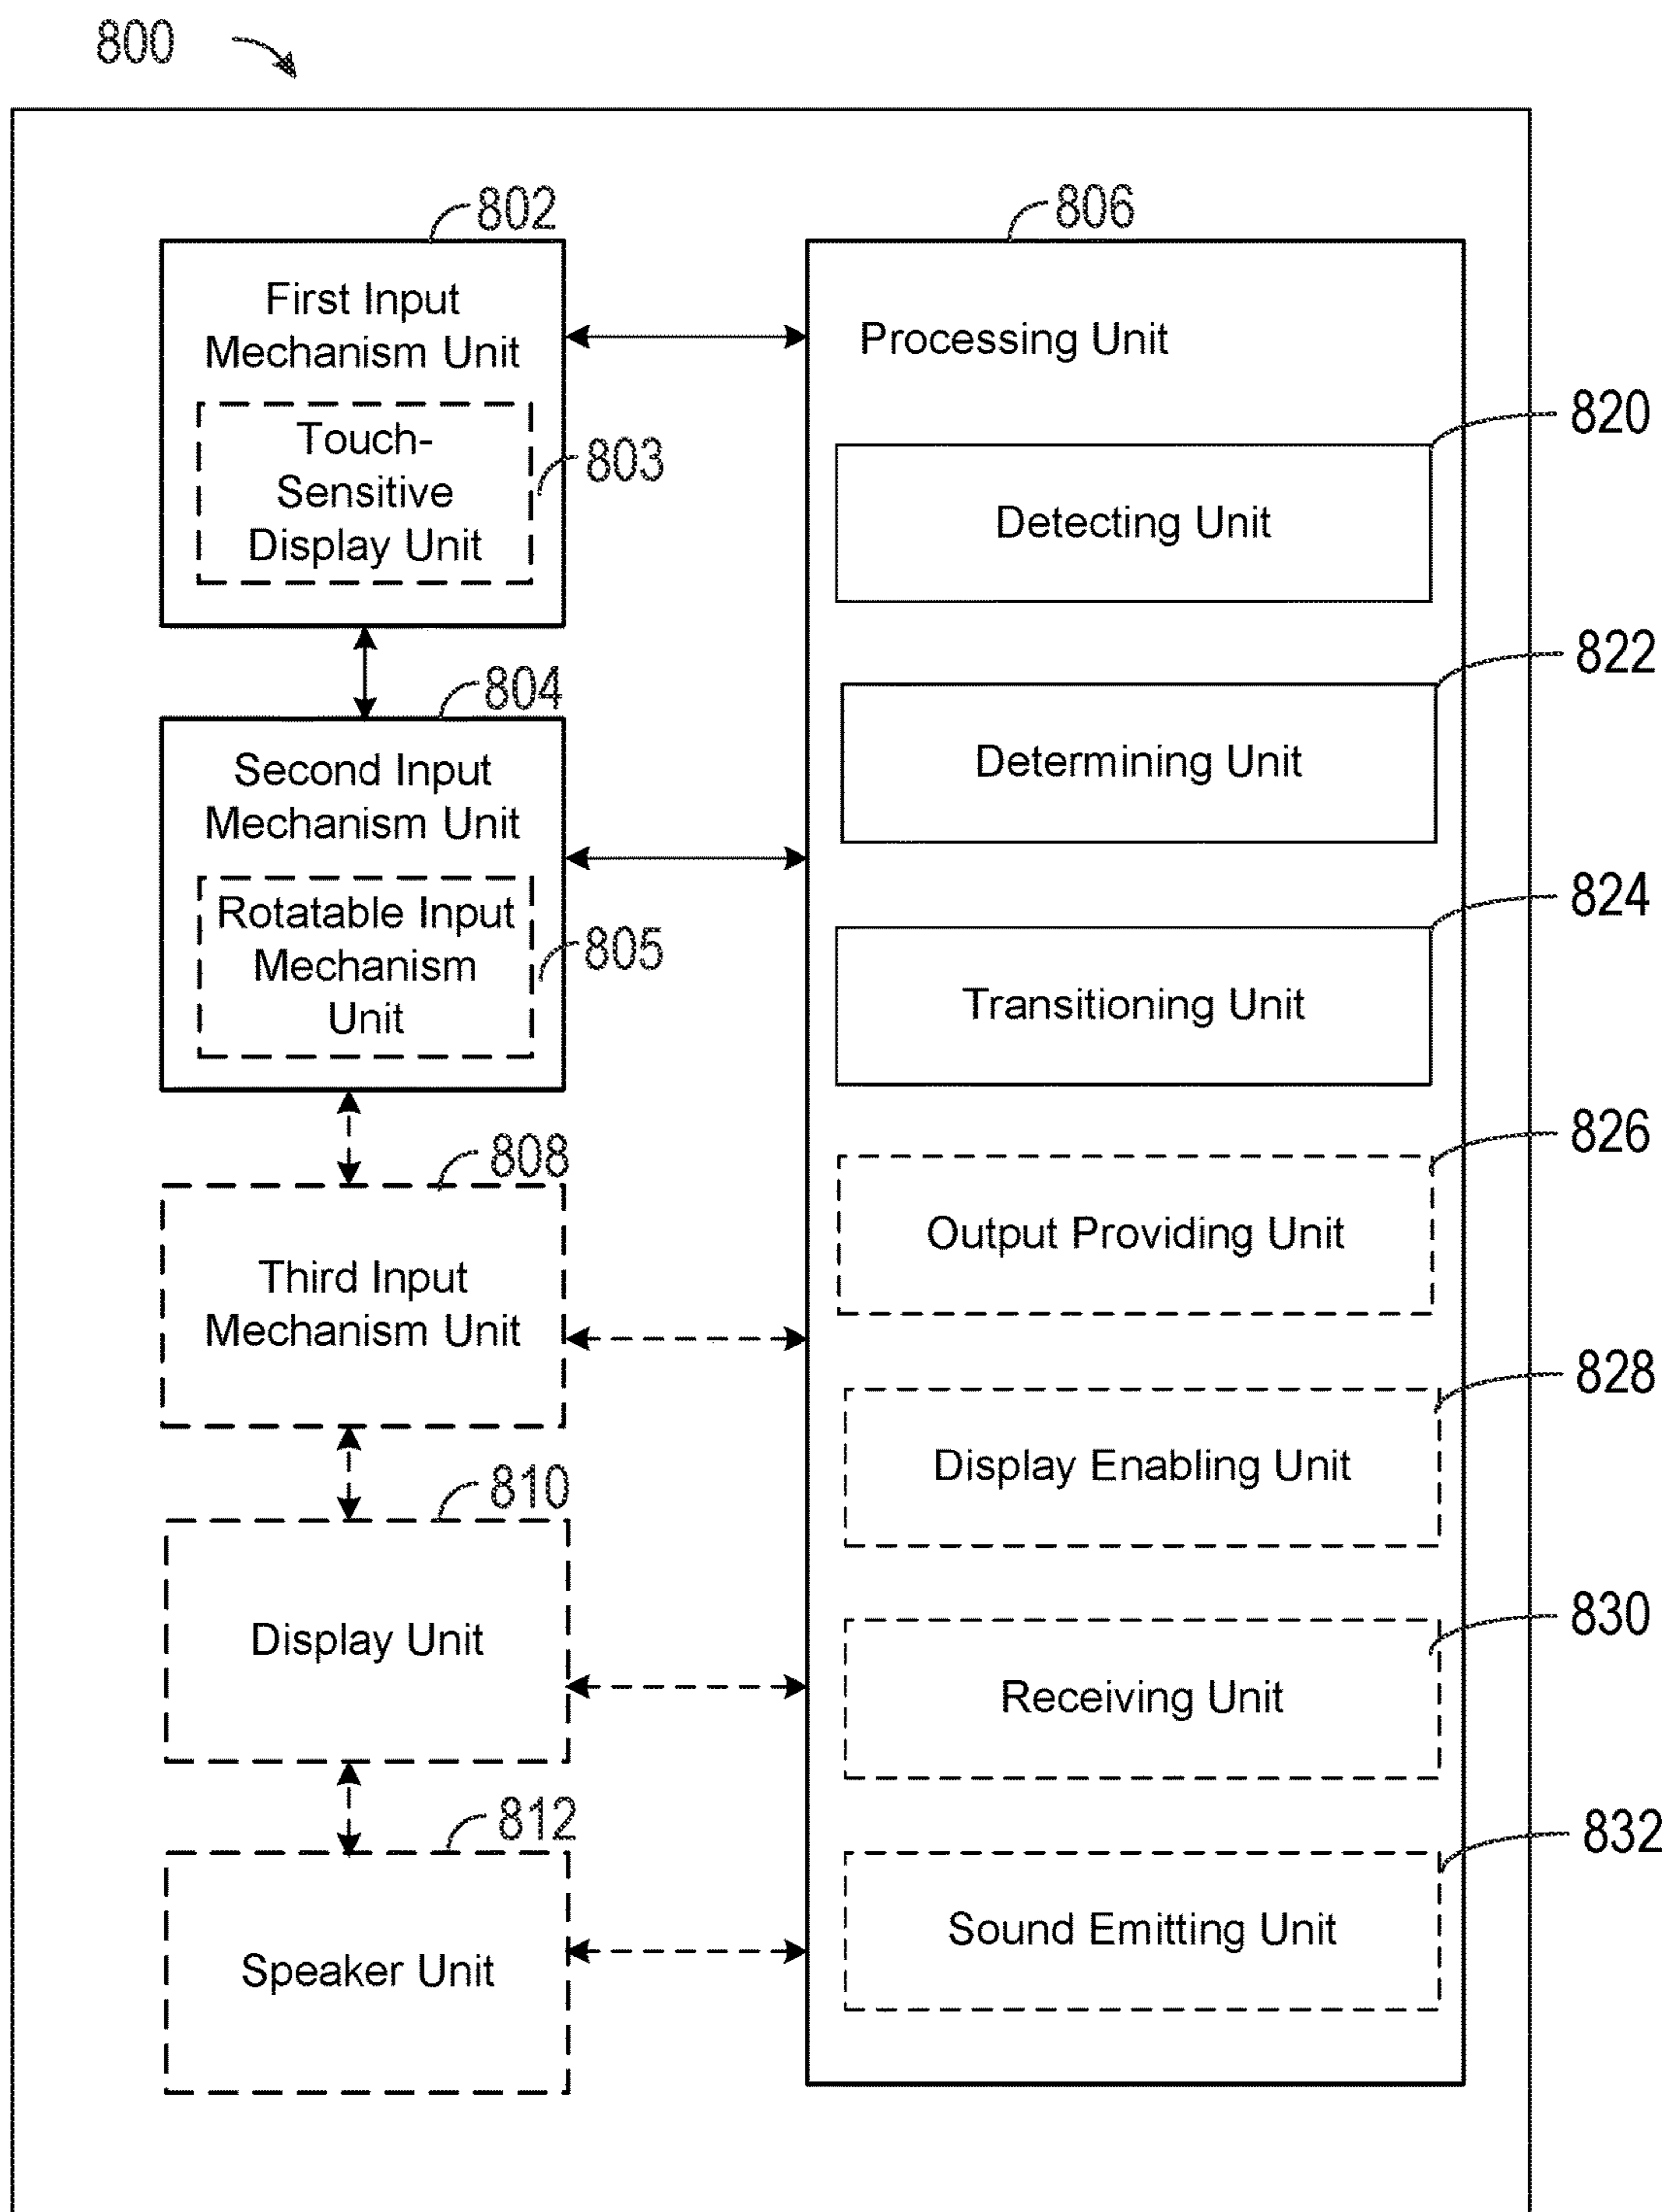 800
802
First Input
Mechanism Unit
Touch-
Sensitive
Display Unit
803
804
Second Input
Mechanism Unit
Rotatable Input
Mechanism
Unit
805
808
Third Input
Mechanism Unit
810
Display Unit
812
Speaker Unit
806
Processing Unit
820
Detecting Unit
822
Determining Unit
824
Transitioning Unit
826
Output Providing Unit
828
Display Enabling Unit
830
Receiving Unit
832
Sound Emitting Unit